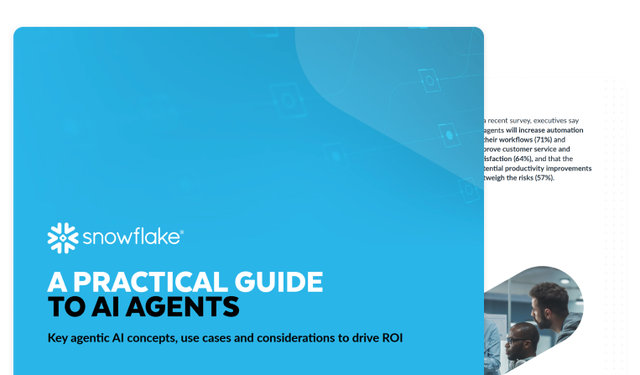 snowflake®
A PRACTICAL GUIDE
TO AI AGENTS
Key agentic AI concepts, use cases and considerations to drive ROI
a recent survey, executives say
agents will increase automation
their workflows (71%) and
prove customer service and
isfaction (64%), and that the
tential productivity improvements
tweigh the risks (57%).